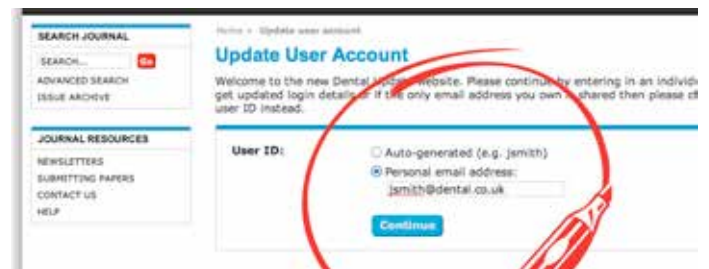 SEARCH JOURNAL
SEARCH...
Go
ADVANCED SEARCH
ISSUE ARCHIVE
JOURNAL RESOURCES
NEWSLETTERS
SUBMITTING PAPERS
CONTACT US
HELP
Home > Update user account
Update User Account
Welcome to the new Dental Update website. Please continue by entering in an
get updated login details or if the only email address you own is shared then please
user ID instead.
User ID:
Auto-generated (e.g. jsmith)
Personal email address:
jsmith@dental.co.uk
Continue